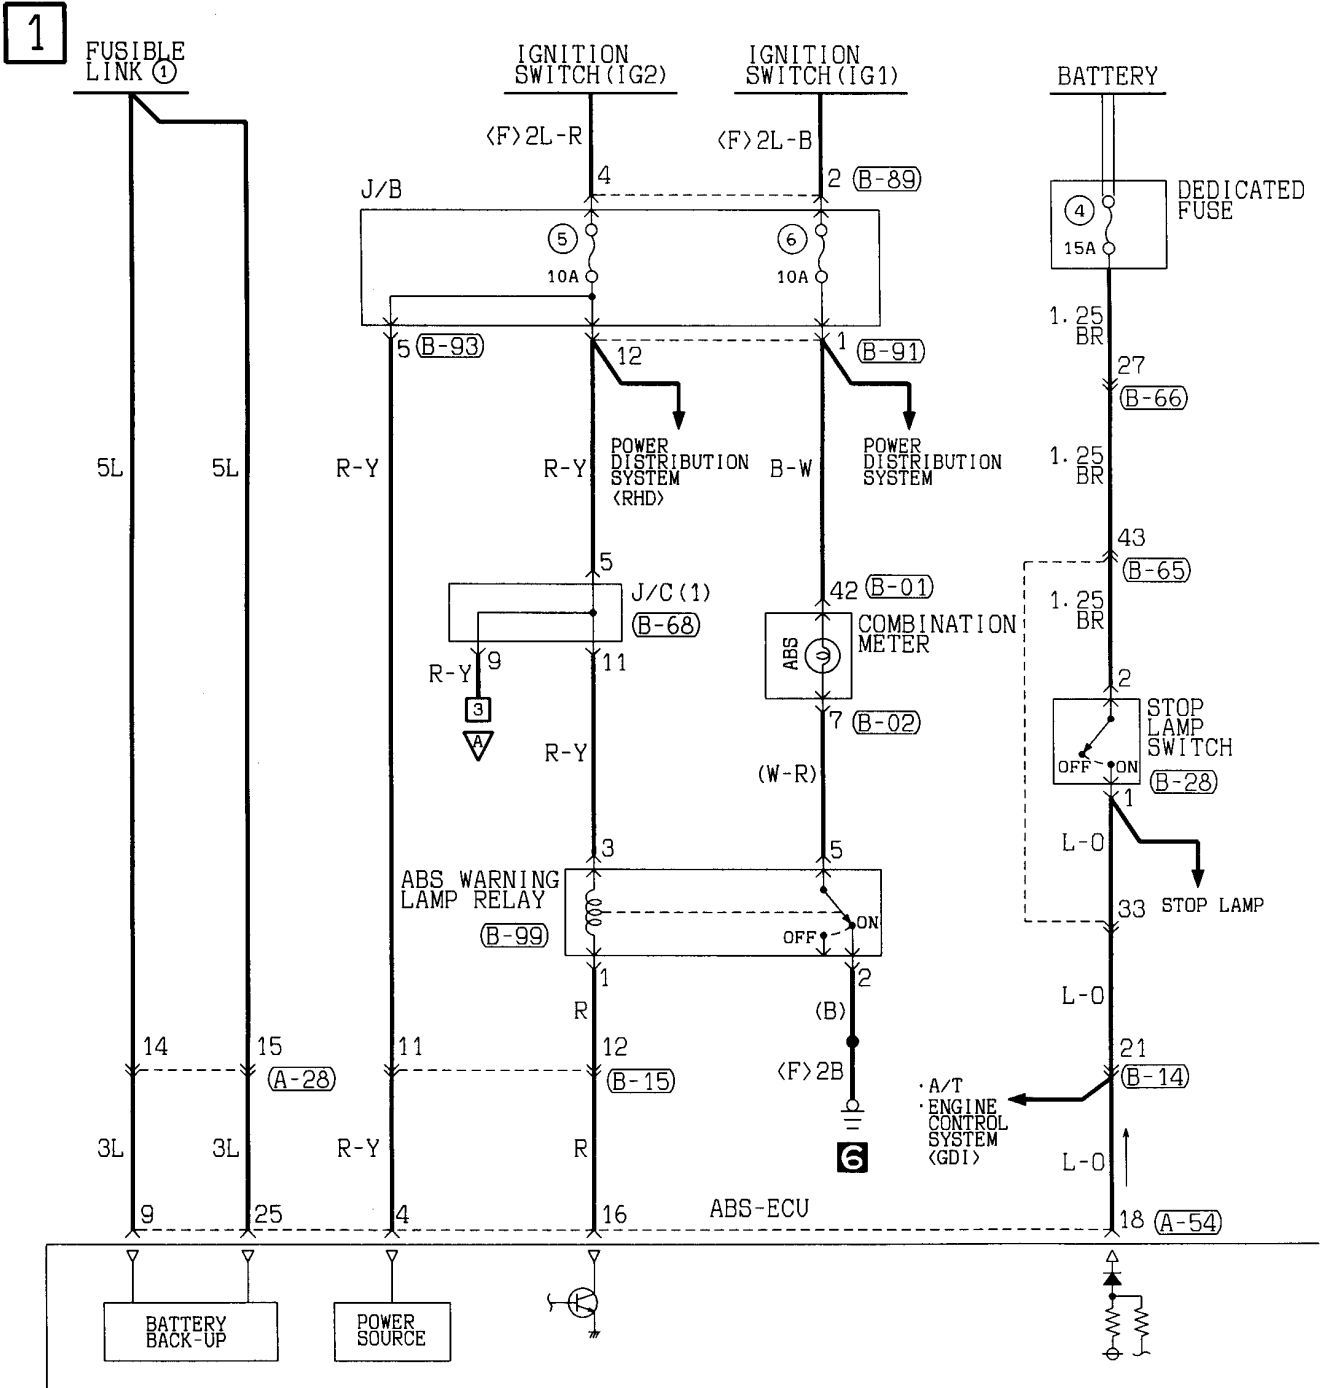 1
FUSIBLE
LINK ①
IGNITION
SWITCH(IG2)
IGNITION
SWITCH(IG1)
BATTERY
<F>2L-R
<F>2L-B
4
2
B-89
J/B
DEDICATED
FUSE
⑤
10A
⑥
10A
④
15A
1.25
BR
5
B-93
12
1
B-91
27
B-66
5L
5L
R-Y
R-Y
POWER
DISTRIBUTION
SYSTEM
<RHD>
B-W
POWER
DISTRIBUTION
SYSTEM
1.25
BR
43
B-65
5
J/C(1)
B-68
42
B-01
1.25
BR
ABS
COMBINATION
METER
R-Y
9
11
3
A
2
STOP
LAMP
SWITCH
OFF
ON
B-28
7
B-02
R-Y
(W-R)
1
L-O
STOP LAMP
3
5
ABS WARNING
LAMP RELAY
B-99
OFF
ON
33
1
2
R
(B)
L-O
14
15
A-28
11
12
B-15
<F>2B
6
21
B-14
·A/T
·ENGINE
CONTROL
SYSTEM
<GDI>
3L
3L
R-Y
R
L-O
9
25
4
16
ABS-ECU
18
A-54
BATTERY
BACK-UP
POWER
SOURCE